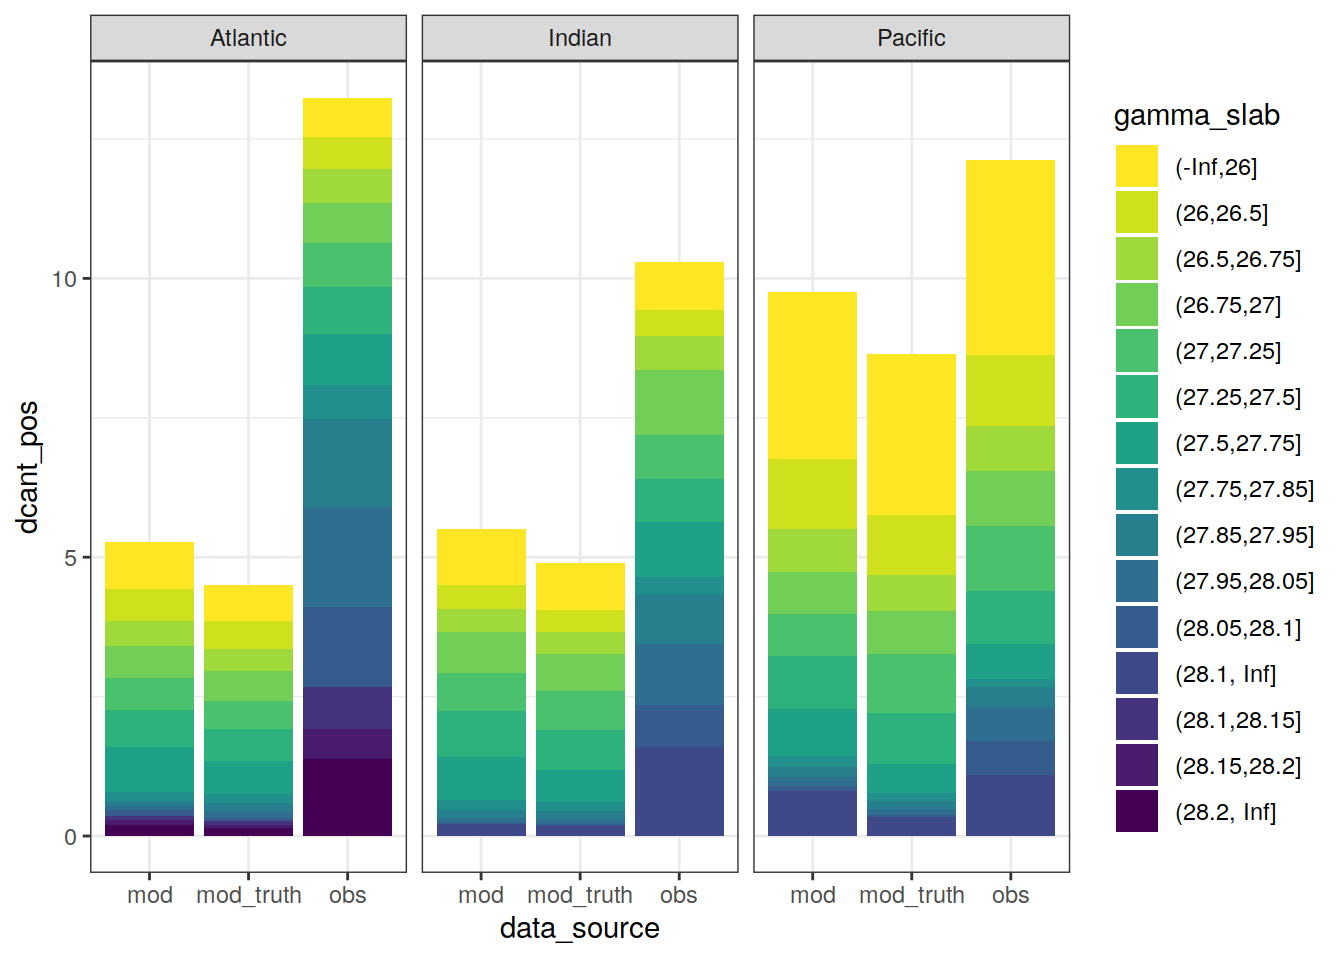 Atlantic Indian Pacific
gamma_slab
(-Inf,26]
(26,26.5]
(26.5,26.75]
(26.75,27]
(27,27.25]
(27.25,27.5]
(27.5,27.75]
(27.75,27.85]
(27.85,27.95]
(27.95,28.05]
(28.05,28.1]
(28.1, Inf]
(28.1,28.15]
(28.15,28.2]
(28.2, Inf]
dcant_pos
10
5
0
mod mod_truth obs mod mod_truth obs mod mod_truth obs
data_source